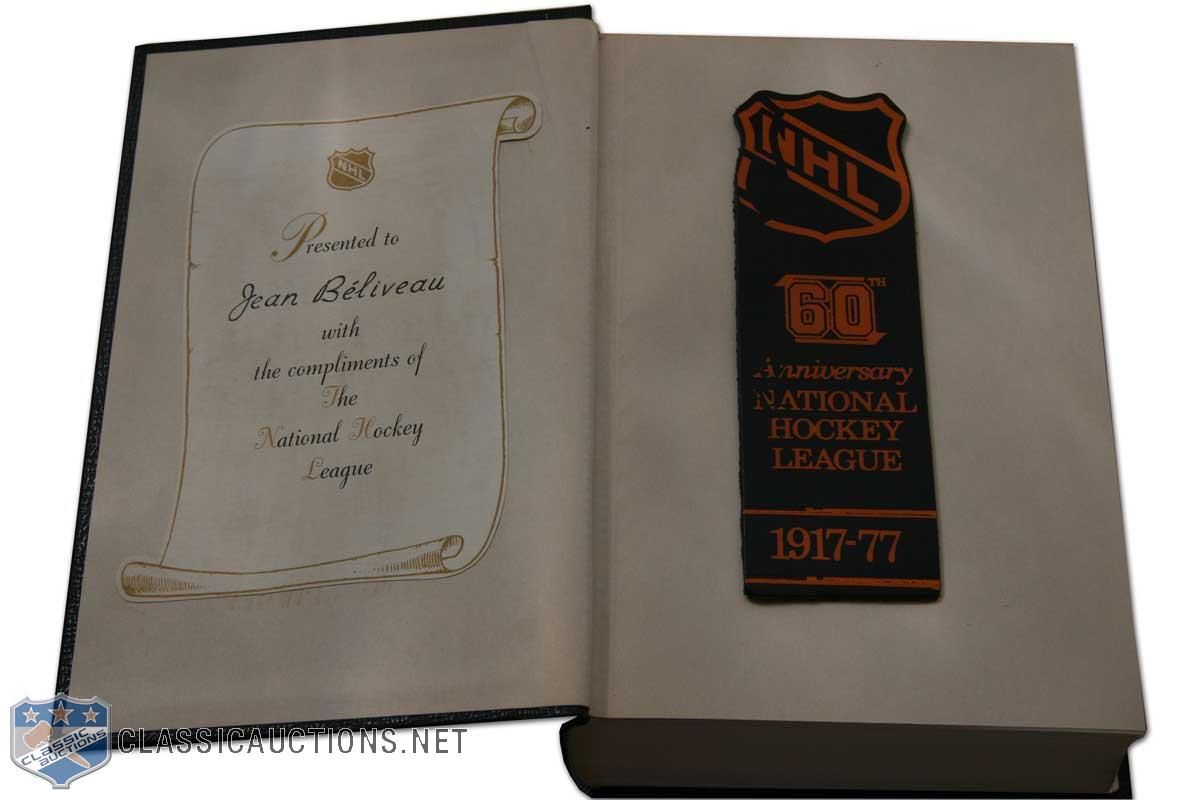 NHL
Presented to
Jean Béliveau
with
the compliments of
The
National Hockey
League
NHL
60TH
Anniversary
NATIONAL
HOCKEY
LEAGUE
1917-77
CLASSIC
AUCTIONS
CLASSICAUCTIONS.NET